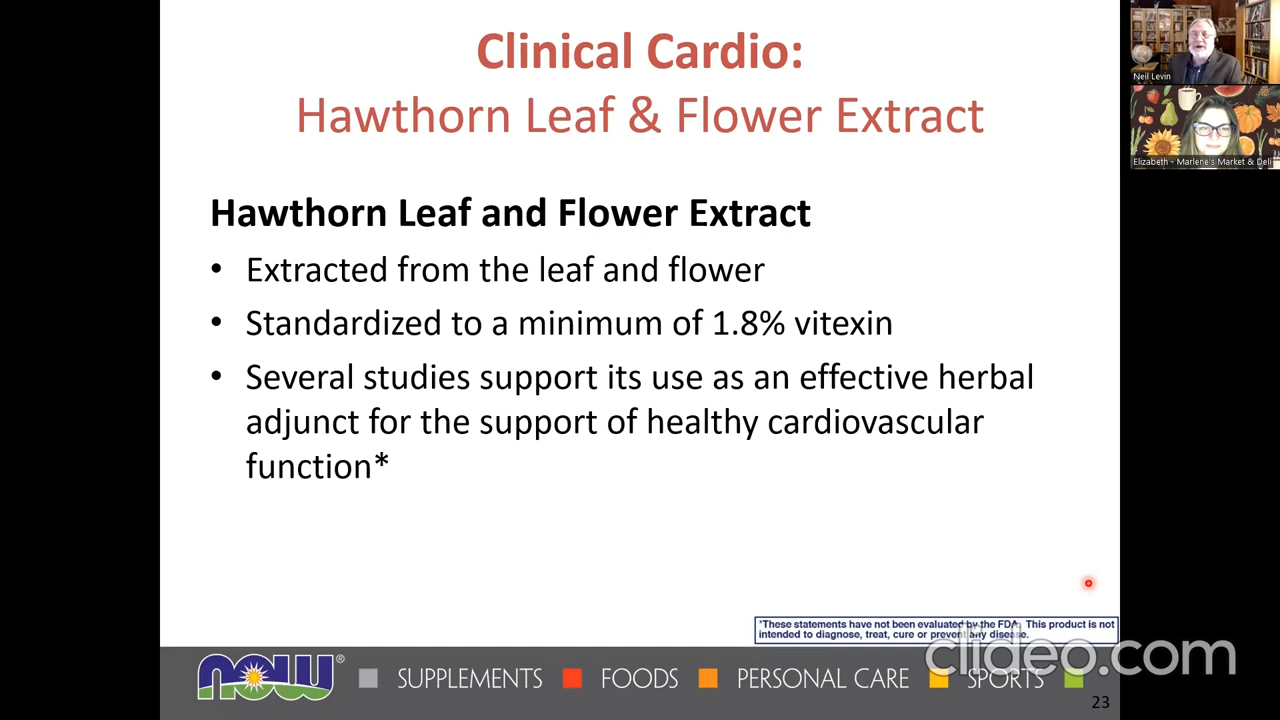 Clinical Cardio:
Hawthorn Leaf & Flower Extract
Hawthorn Leaf and Flower Extract
• Extracted from the leaf and flower
• Standardized to a minimum of 1.8% vitexin
• Several studies support its use as an effective herbal
adjunct for the support of healthy cardiovascular
function*
Neil Levin
Elizabeth - Marlene's Market & Deli
*These statements have not been evaluated by the FDA. This product is not
intended to diagnose, treat, cure or prevent any disease.
clideo.com
NOW® SUPPLEMENTS FOODS PERSONAL CARE SPORTS
23